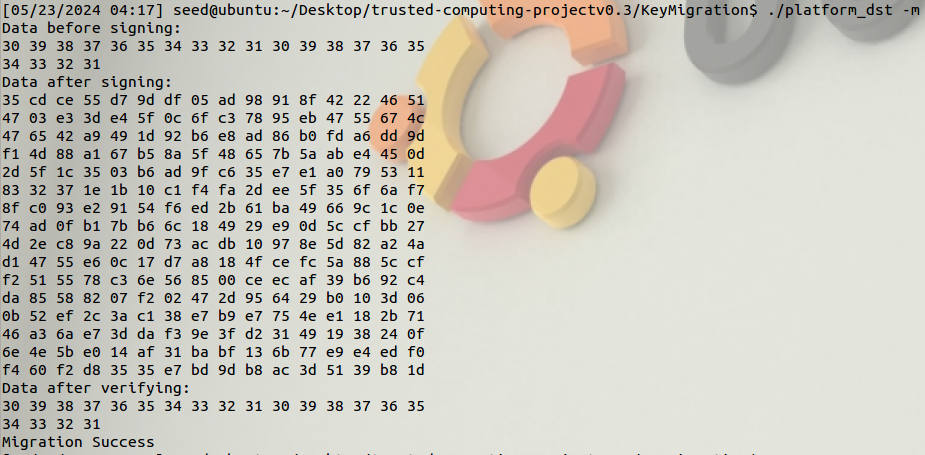 [05/23/2024 04:17] seed@ubuntu:~/Desktop/trusted-computing-projectv0.3/KeyMigration$ ./platform_dst -m
Data before signing:
30 39 38 37 36 35 34 33 32 31 30 39 38 37 36 35
34 33 32 31
Data after signing:
35 cd ce 55 d7 9d df 05 ad 98 91 8f 42 22 46 51
47 03 e3 3d e4 5f 0c 6f c3 78 95 eb 47 55 67 4c
47 65 42 a9 49 1d 92 b6 e8 ad 86 b0 fd a6 dd 9d
f1 4d 88 a1 67 b5 8a 5f 48 65 7b 5a ab e4 45 0d
2d 5f 1c 35 03 b6 ad 9f c6 35 e7 e1 a0 79 53 11
83 32 37 1e 1b 10 c1 f4 fa 2d ee 5f 35 6f 6a f7
8f c0 93 e2 91 54 f6 ed 2b 61 ba 49 66 9c 1c 0e
74 ad 0f b1 7b b6 6c 18 49 29 e9 0d 5c cf bb 27
4d 2e c8 9a 22 0d 73 ac db 10 97 8e 5d 82 a2 4a
d1 47 55 e6 0c 17 d7 a8 18 4f ce fc 5a 88 5c cf
f2 51 55 78 c3 6e 56 85 00 ce ec af 39 b6 92 c4
da 85 58 82 07 f2 02 47 2d 95 64 29 b0 10 3d 06
0b 52 ef 2c 3a c1 38 e7 b9 e7 75 4e e1 18 2b 71
46 a3 6a e7 3d da f3 9e 3f d2 31 49 19 38 24 0f
6e 4e 5b e0 14 af 31 ba bf 13 6b 77 e9 e4 ed f0
f4 60 f2 d8 35 35 e7 bd 9d b8 ac 3d 51 39 b8 1d
Data after verifying:
30 39 38 37 36 35 34 33 32 31 30 39 38 37 36 35
34 33 32 31
Migration Success